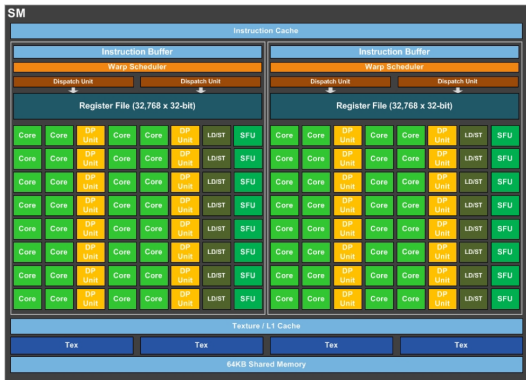 SM
Instruction Cache
Instruction Buffer Instruction Buffer
Warp Scheduler Warp Scheduler
Dispatch Unit Dispatch Unit Dispatch Unit Dispatch Unit
Register File (32,768 x 32-bit) Register File (32,768 x 32-bit)
Core Core DP Unit Core Core DP Unit LD/ST SFU Core Core DP Unit Core Core DP Unit LD/ST SFU
Core Core DP Unit Core Core DP Unit LD/ST SFU Core Core DP Unit Core Core DP Unit LD/ST SFU
Core Core DP Unit Core Core DP Unit LD/ST SFU Core Core DP Unit Core Core DP Unit LD/ST SFU
Core Core DP Unit Core Core DP Unit LD/ST SFU Core Core DP Unit Core Core DP Unit LD/ST SFU
Core Core DP Unit Core Core DP Unit LD/ST SFU Core Core DP Unit Core Core DP Unit LD/ST SFU
Core Core DP Unit Core Core DP Unit LD/ST SFU Core Core DP Unit Core Core DP Unit LD/ST SFU
Core Core DP Unit Core Core DP Unit LD/ST SFU Core Core DP Unit Core Core DP Unit LD/ST SFU
Core Core DP Unit Core Core DP Unit LD/ST SFU Core Core DP Unit Core Core DP Unit LD/ST SFU
Texture / L1 Cache
Tex Tex Tex Tex
64KB Shared Memory